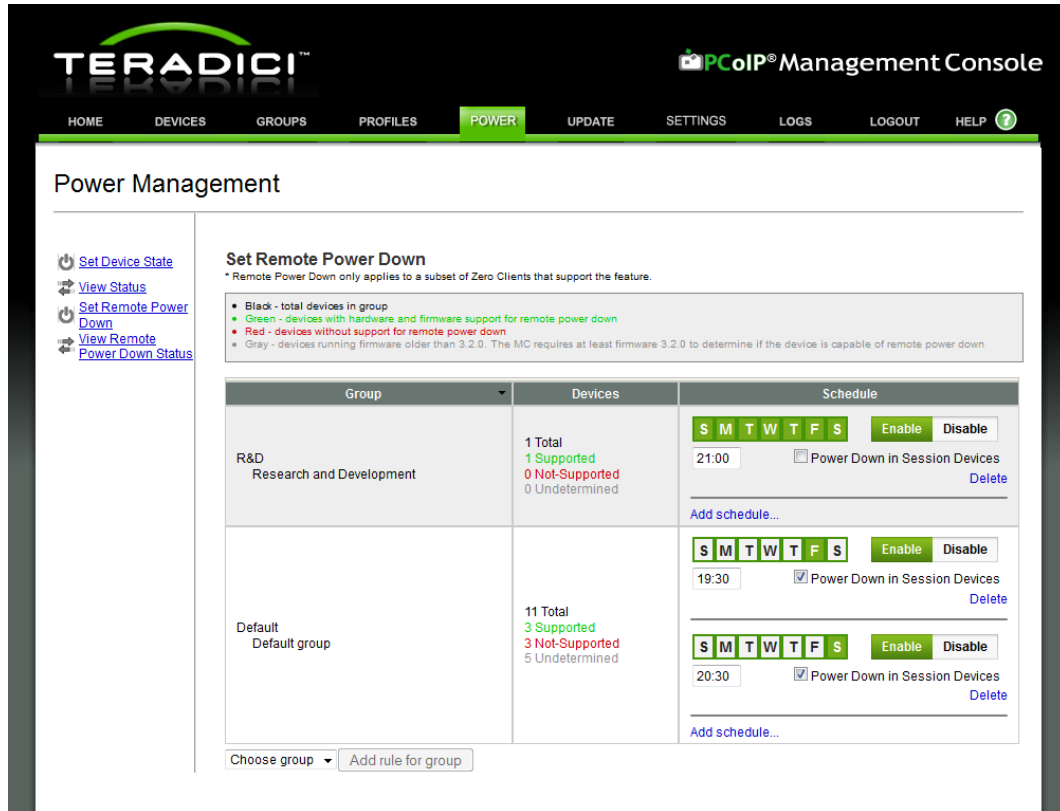 TERADICI™
PCoIP® Management Console
HOME DEVICES GROUPS PROFILES POWER UPDATE SETTINGS LOGS LOGOUT HELP ?
Power Management
Set Device State
View Status
Set Remote Power
Down
View Remote
Power Down Status
Set Remote Power Down
* Remote Power Down only applies to a subset of Zero Clients that support the feature.
• Black - total devices in group
• Green - devices with hardware and firmware support for remote power down
• Red - devices without support for remote power down
• Gray - devices running firmware older than 3.2.0. The MC requires at least firmware 3.2.0 to determine if the device is capable of remote power down
Group Devices Schedule
R&D
Research and Development
1 Total
1 Supported
0 Not-Supported
0 Undetermined
S M T W T F S Enable Disable
21:00 Power Down in Session Devices
Delete
Add schedule...
Default
Default group
11 Total
3 Supported
3 Not-Supported
5 Undetermined
S M T W T F S Enable Disable
19:30 Power Down in Session Devices
Delete
S M T W T F S Enable Disable
20:30 Power Down in Session Devices
Delete
Add schedule...
Choose group Add rule for group